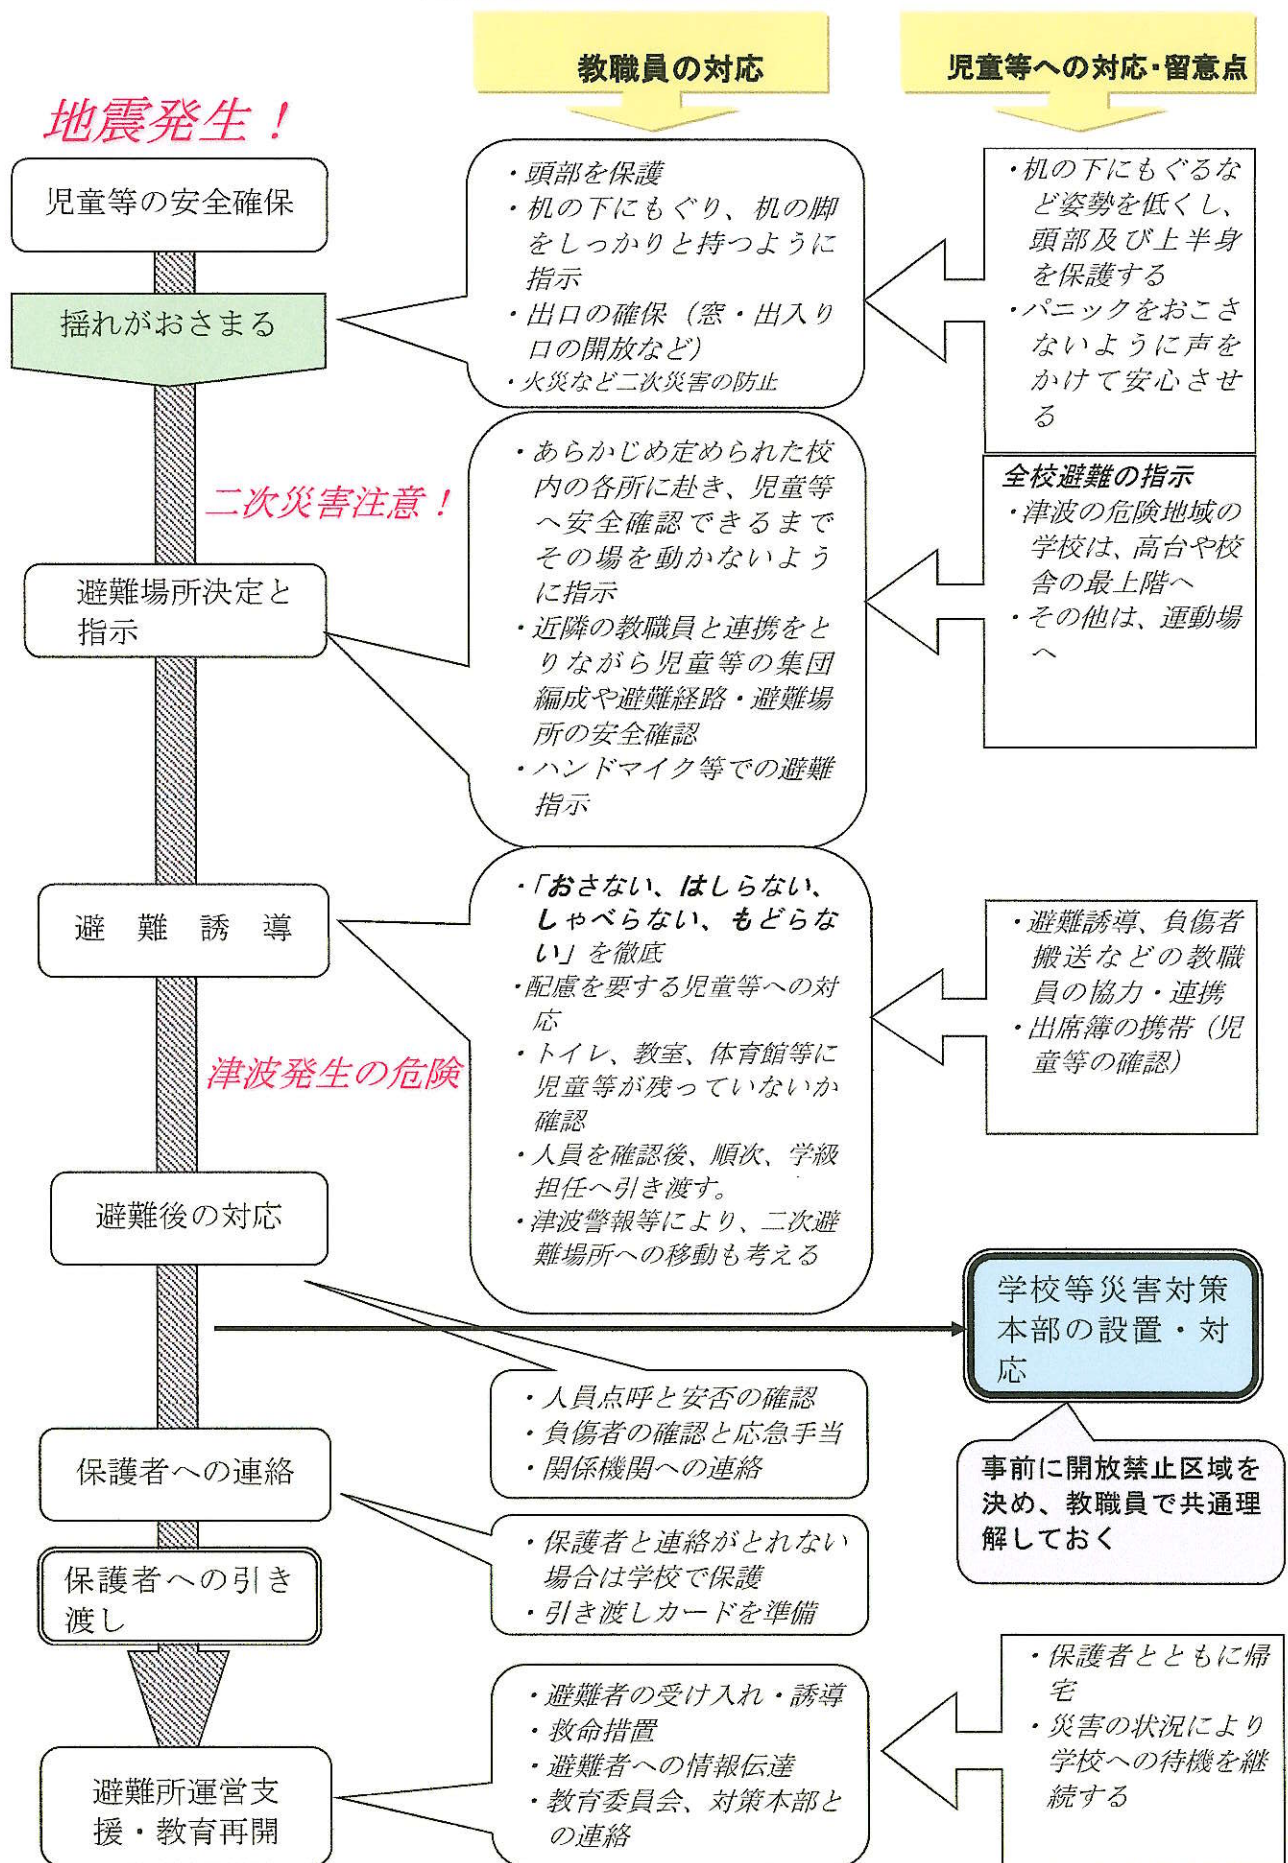 教職員の対応
児童等への対応・留意点
地震発生！
児童等の安全確保
揺れがおさまる
・頭部を保護
・机の下にもぐり、机の脚
をしっかりと持つように
指示
・出口の確保（窓・出入り
口の開放など）
・火災など二次災害の防止
・机の下にもぐるな
ど姿勢を低くし、
頭部及び上半身
を保護する
・パニックをおこさ
ないように声を
かけて安心させ
る
二次災害注意！
避難場所決定と
指示
・あらかじめ定められた校
内の各所に赴き、児童等
へ安全確認できるまで
その場を動かないよう
に指示
・近隣の教職員と連携をと
りながら児童等の集団
編成や避難経路・避難場
所の安全確認
・ハンドマイク等での避難
指示
全校避難の指示
・津波の危険地域の
学校は、高台や校
舎の最上階へ
・その他は、運動場
へ
避　難　誘　導
・「おさない、はしらない、
しゃべらない、もどらな
い」を徹底
・配慮を要する児童等への対
応
・トイレ、教室、体育館等に
児童等が残っていないか
確認
・人員を確認後、順次、学級
担任へ引き渡す。
・津波警報等により、二次避
難場所への移動も考える
・避難誘導、負傷者
搬送などの教職
員の協力・連携
・出席簿の携帯（児
童等の確認）
津波発生の危険
避難後の対応
学校等災害対策
本部の設置・対
応
・人員点呼と安否の確認
・負傷者の確認と応急手当
・関係機関への連絡
事前に開放禁止区域を
決め、教職員で共通理
解しておく
保護者への連絡
・保護者と連絡がとれない
場合は学校で保護
・引き渡しカードを準備
保護者への引き
渡し
避難所運営支
援・教育再開
・避難者の受け入れ・誘導
・救命措置
・避難者への情報伝達
・教育委員会、対策本部と
の連絡
・保護者とともに帰
宅
・災害の状況により
学校への待機を継
続する